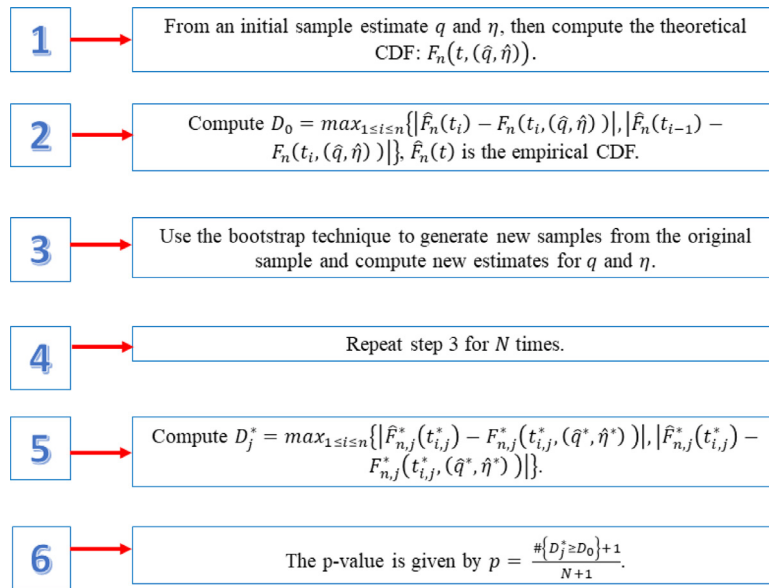 1
From an initial sample estimate q and η, then compute the theoretical
CDF: Fₙ(t, (q̂, η̂)).
2
Compute D₀ = max₁≤ᵢ≤ₙ{|F̂ₙ(tᵢ) − Fₙ(tᵢ, (q̂, η̂) )|, |F̂ₙ(tᵢ₋₁) −
Fₙ(tᵢ, (q̂, η̂) )|}, F̂ₙ(t) is the empirical CDF.
3
Use the bootstrap technique to generate new samples from the original
sample and compute new estimates for q and η.
4
Repeat step 3 for N times.
5
Compute D*ⱼ = max₁≤ᵢ≤ₙ{|F̂*ₙ,ⱼ(t*ᵢ,ⱼ) − F*ₙ,ⱼ(t*ᵢ,ⱼ, (q̂*, η̂*) )|, |F̂*ₙ,ⱼ(t*ᵢ,ⱼ) −
F*ₙ,ⱼ(t*ᵢ,ⱼ, (q̂*, η̂*) )|}.
6
The p-value is given by p = #{D*ⱼ≥D₀}+1 / N+1.